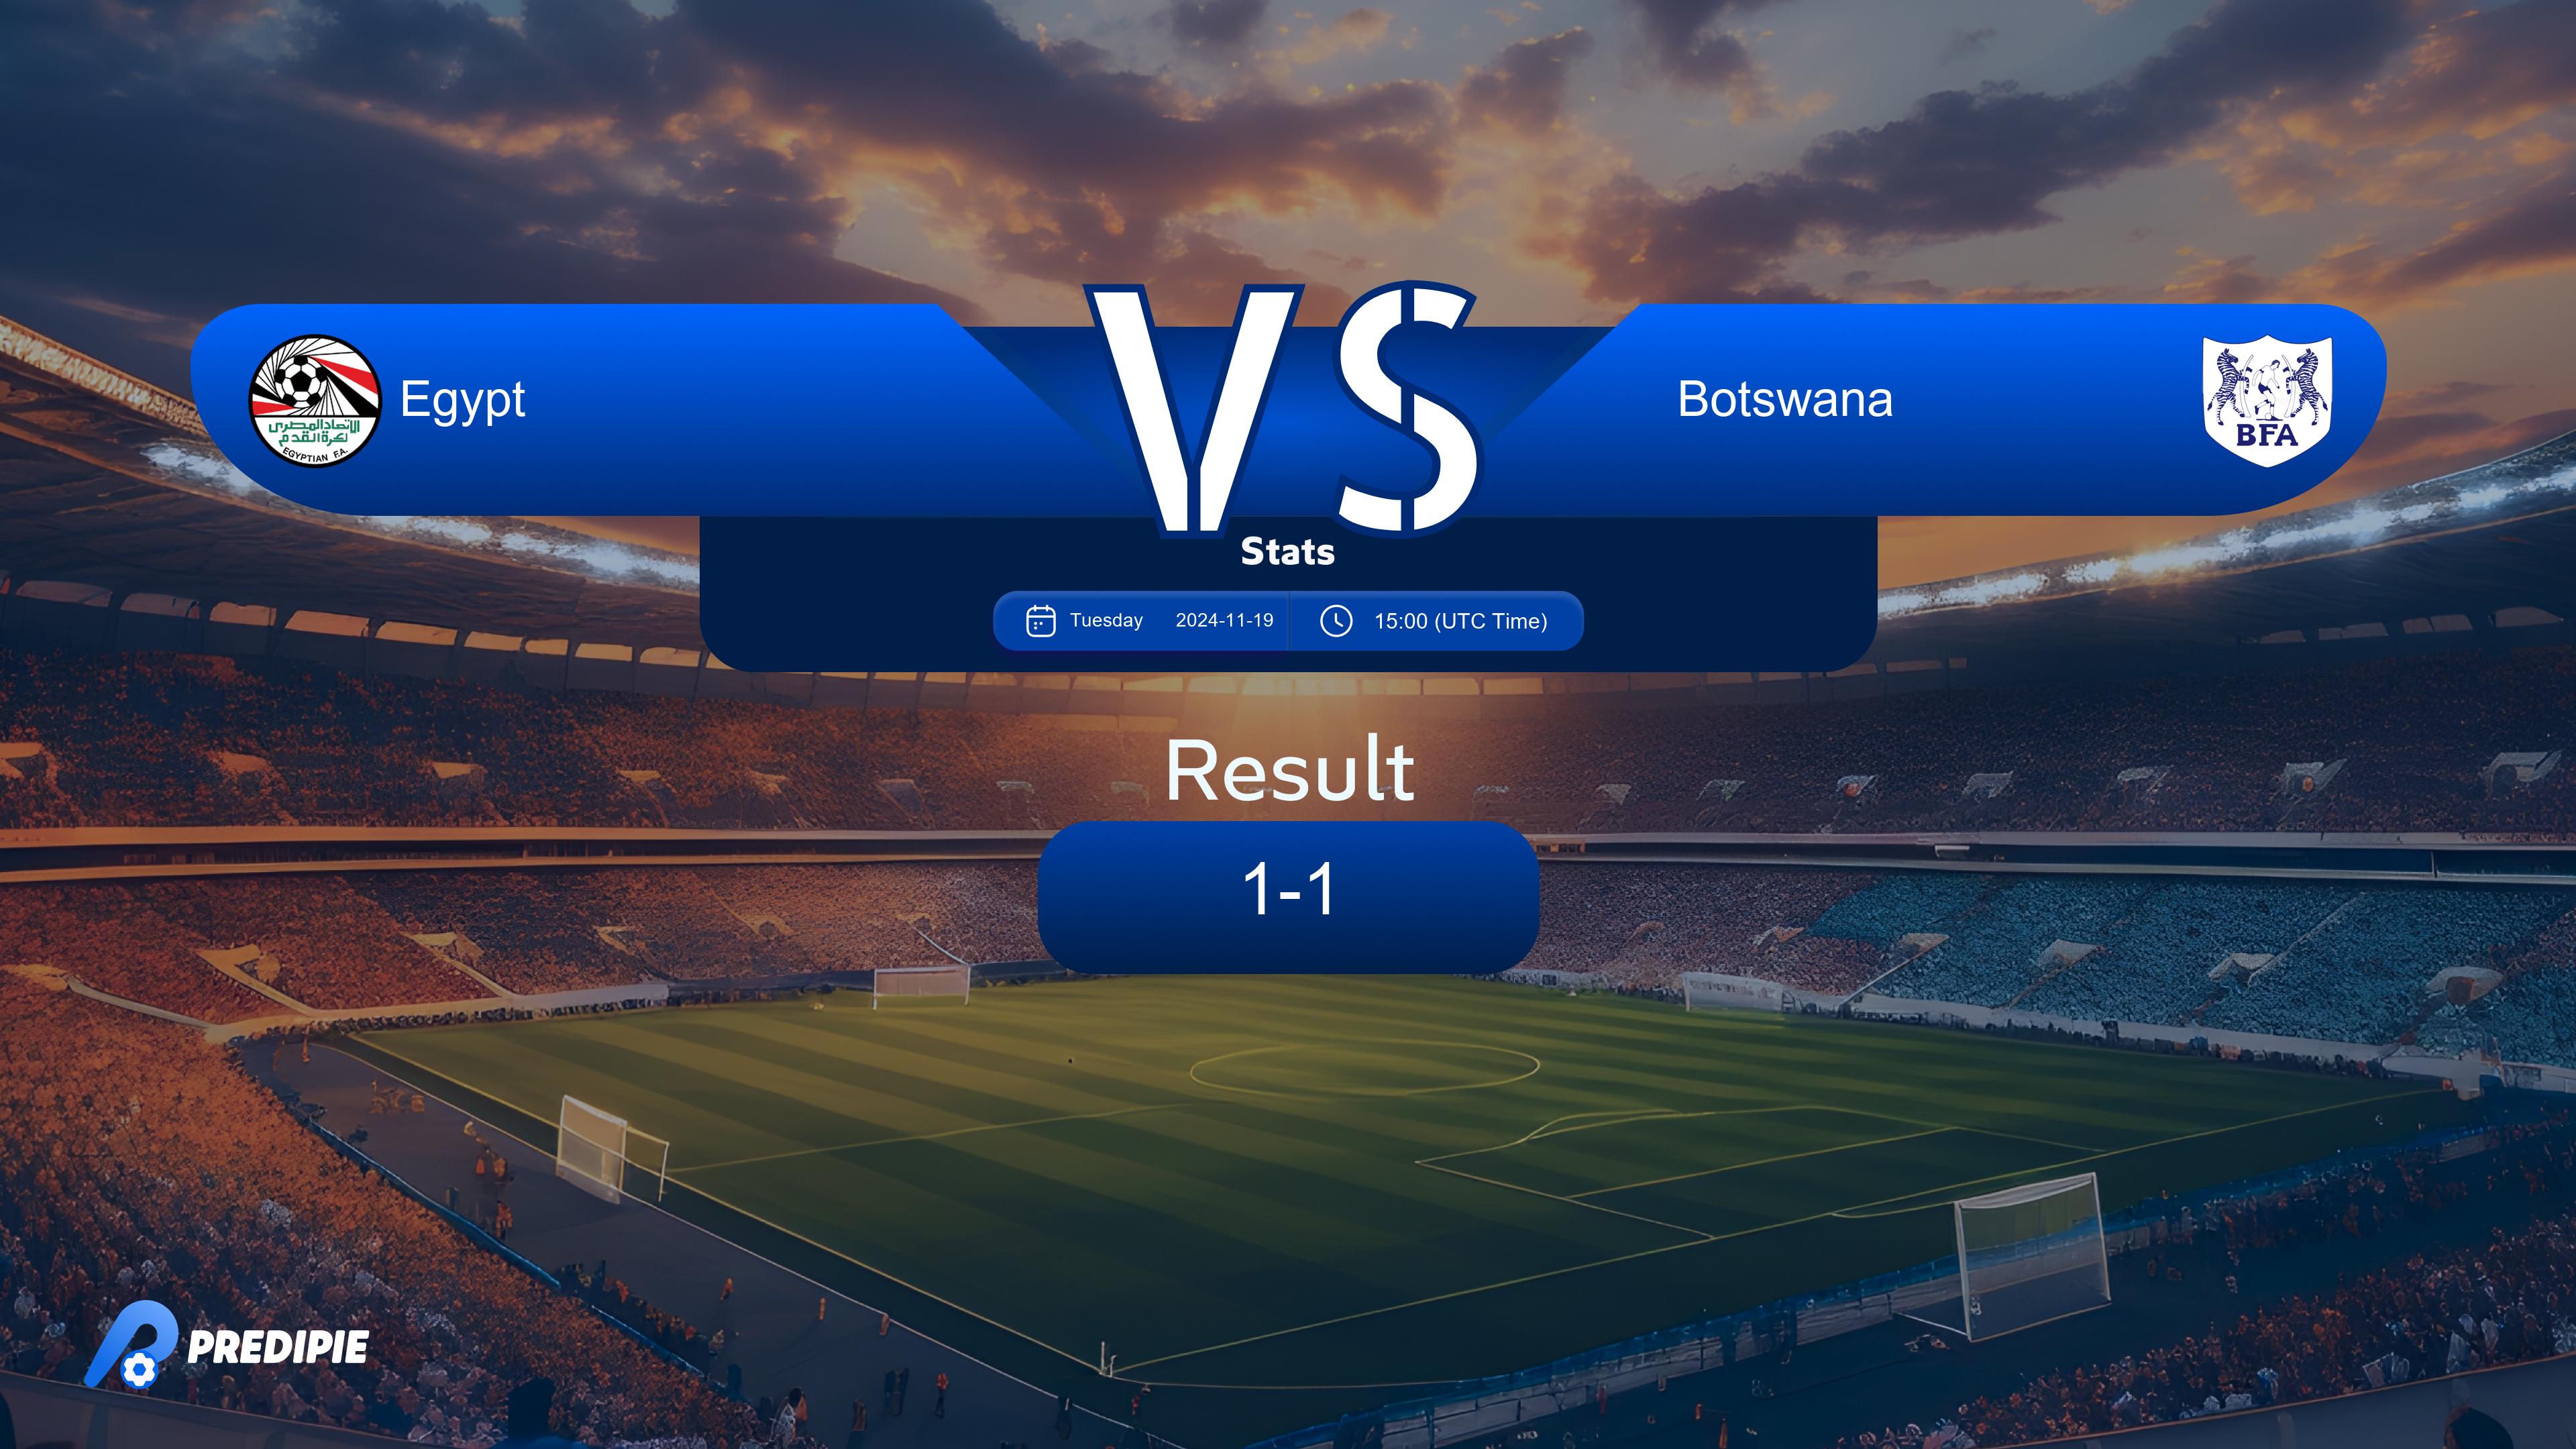 VS
Egypt
Botswana
الإتحاد المصرى
لكرة القدم
EGYPTIAN F.A.
BFA
Stats
Tuesday 2024-11-19 15:00 (UTC Time)
Result
1-1
PREDIPIE